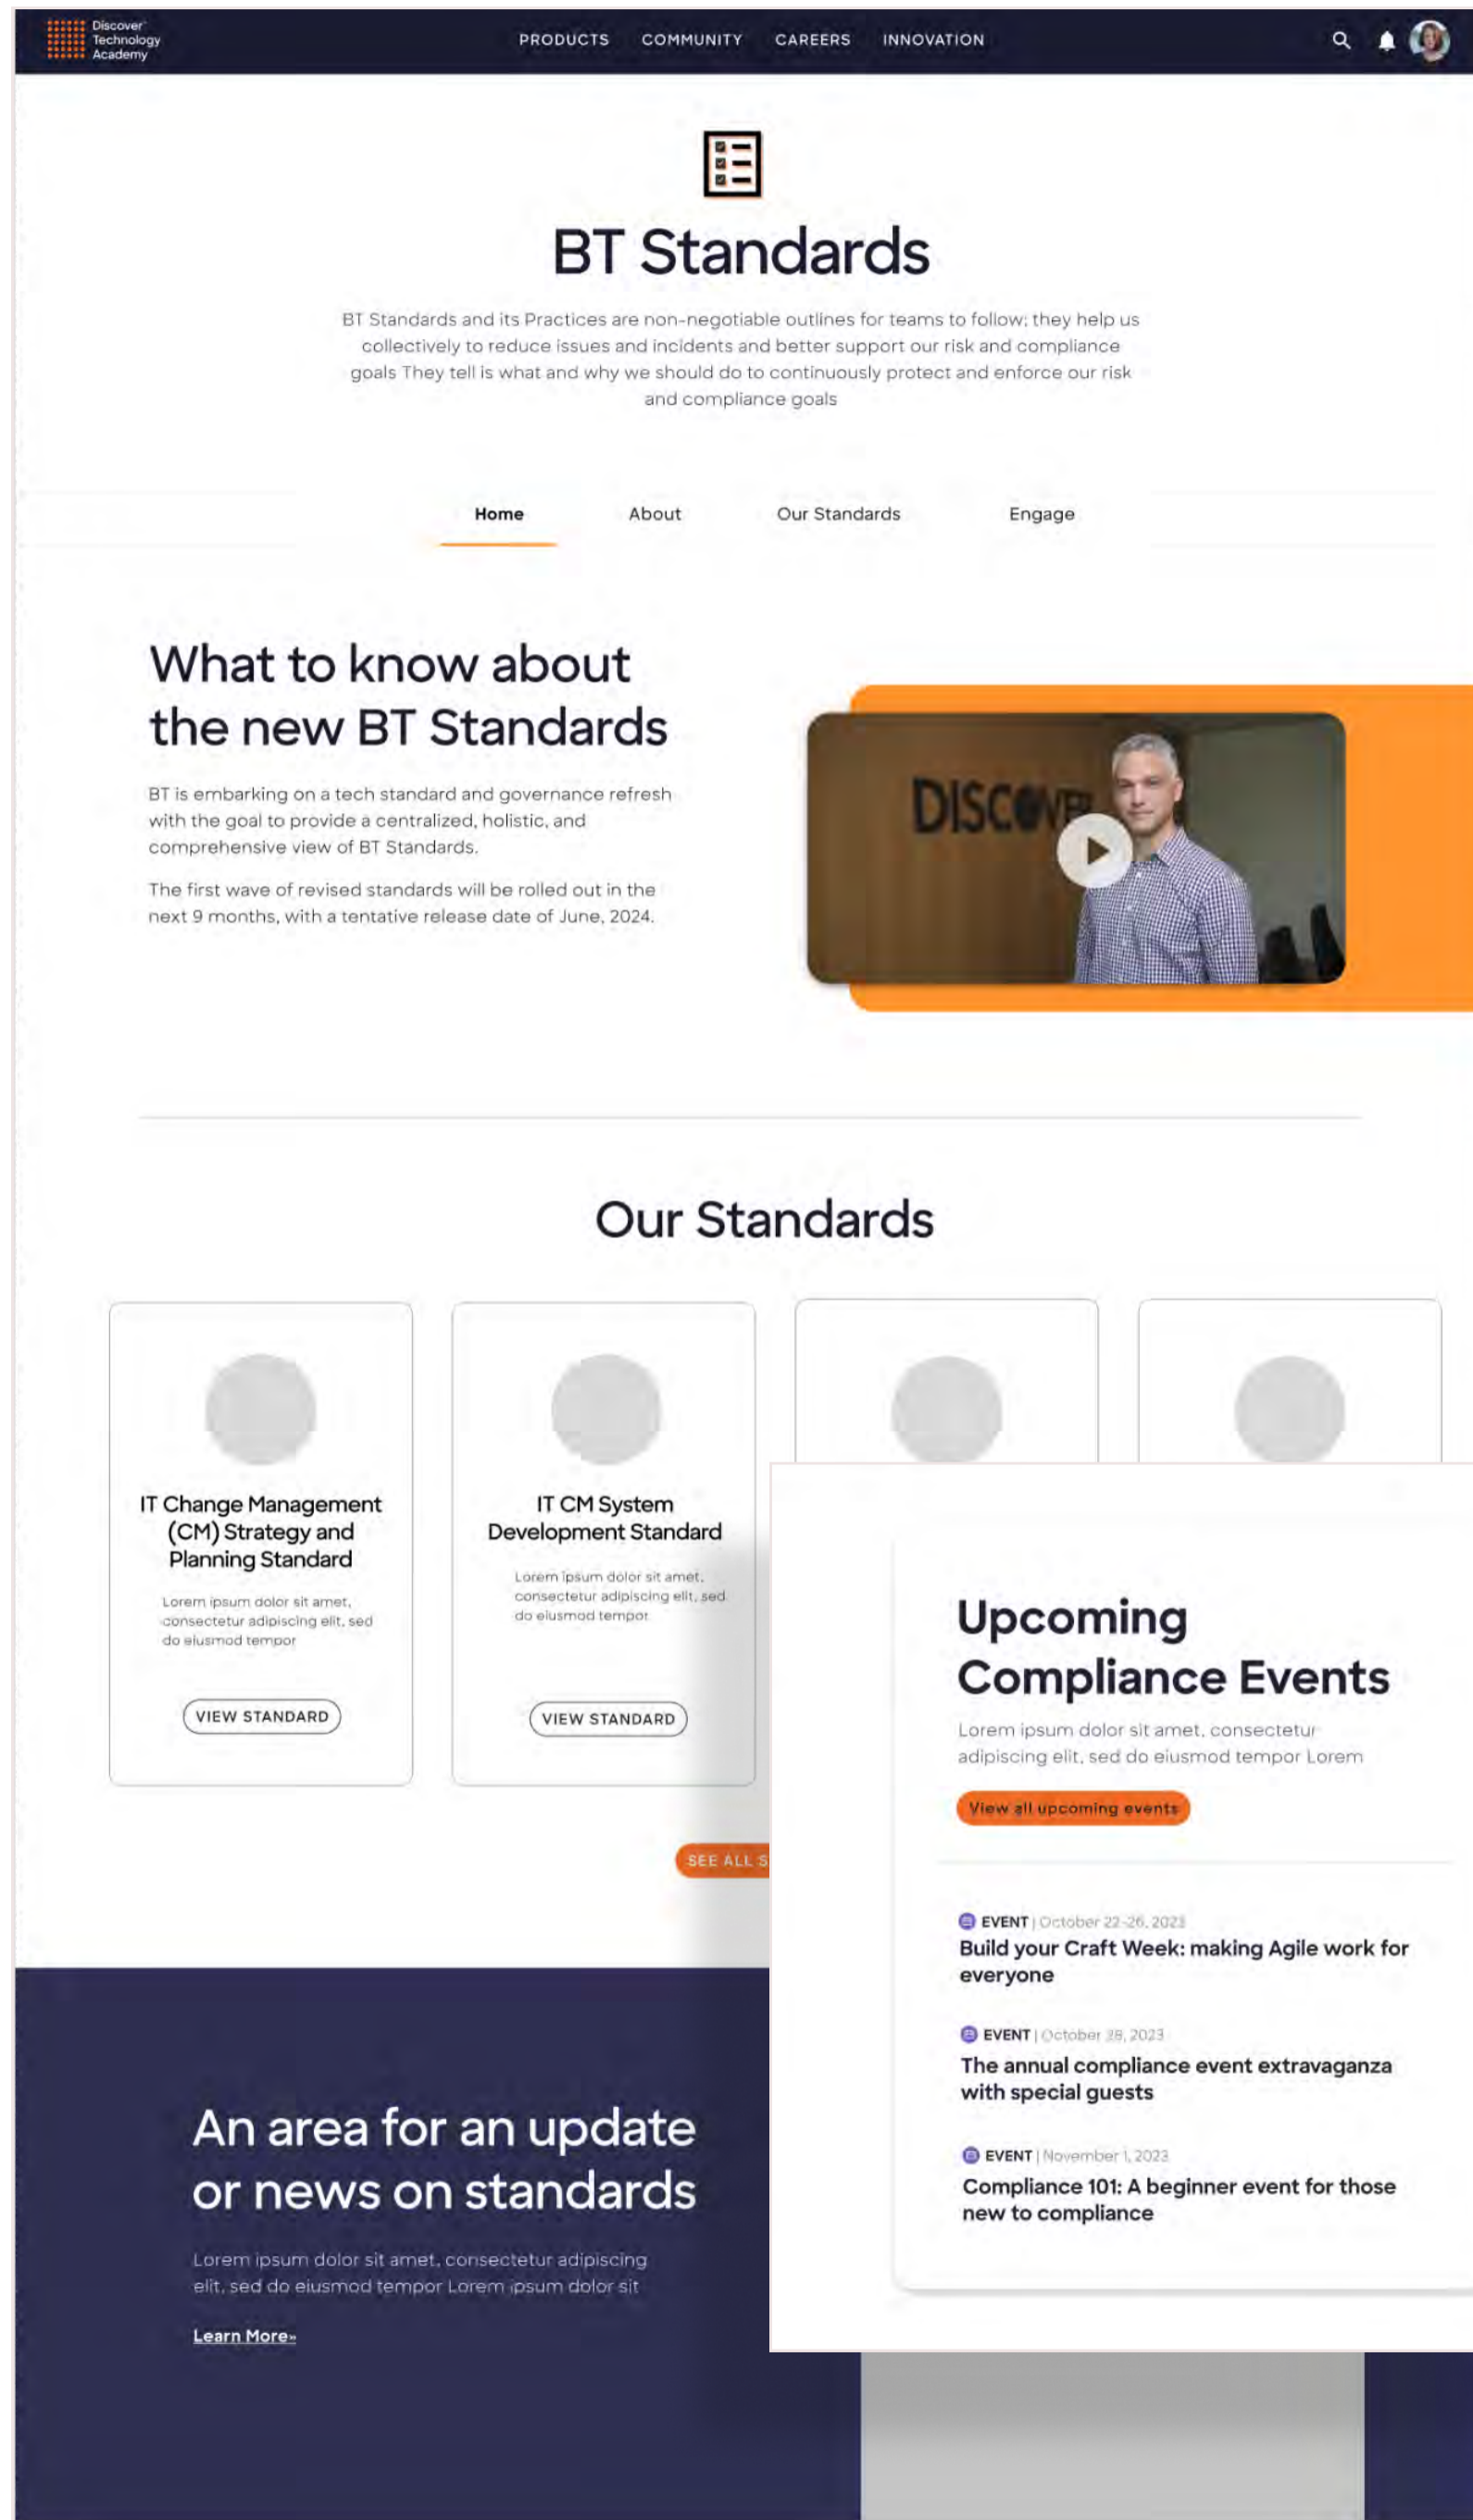 Discover
Technology
Academy
PRODUCTS COMMUNITY CAREERS INNOVATION
BT Standards
BT Standards and its Practices are non-negotiable outlines for teams to follow; they help us
collectively to reduce issues and incidents and better support our risk and compliance
goals They tell is what and why we should do to continuously protect and enforce our risk
and compliance goals
Home About Our Standards Engage
What to know about
the new BT Standards
BT is embarking on a tech standard and governance refresh
with the goal to provide a centralized, holistic, and
comprehensive view of BT Standards.
The first wave of revised standards will be rolled out in the
next 9 months, with a tentative release date of June, 2024.
DISCOVER
Our Standards
IT Change Management
(CM) Strategy and
Planning Standard
Lorem ipsum dolor sit amet,
consectetur adipiscing elit, sed
do eiusmod tempor
VIEW STANDARD
IT CM System
Development Standard
Lorem ipsum dolor sit amet,
consectetur adipiscing elit, sed
do eiusmod tempor
VIEW STANDARD
SEE ALL S
Upcoming
Compliance Events
Lorem ipsum dolor sit amet, consectetur
adipiscing elit, sed do eiusmod tempor Lorem
View all upcoming events
EVENT | October 22-26, 2023
Build your Craft Week: making Agile work for
everyone
EVENT | October 28, 2023
The annual compliance event extravaganza
with special guests
EVENT | November 1, 2023
Compliance 101: A beginner event for those
new to compliance
An area for an update
or news on standards
Lorem ipsum dolor sit amet, consectetur adipiscing
elit, sed do eiusmod tempor Lorem ipsum dolor sit
Learn More»